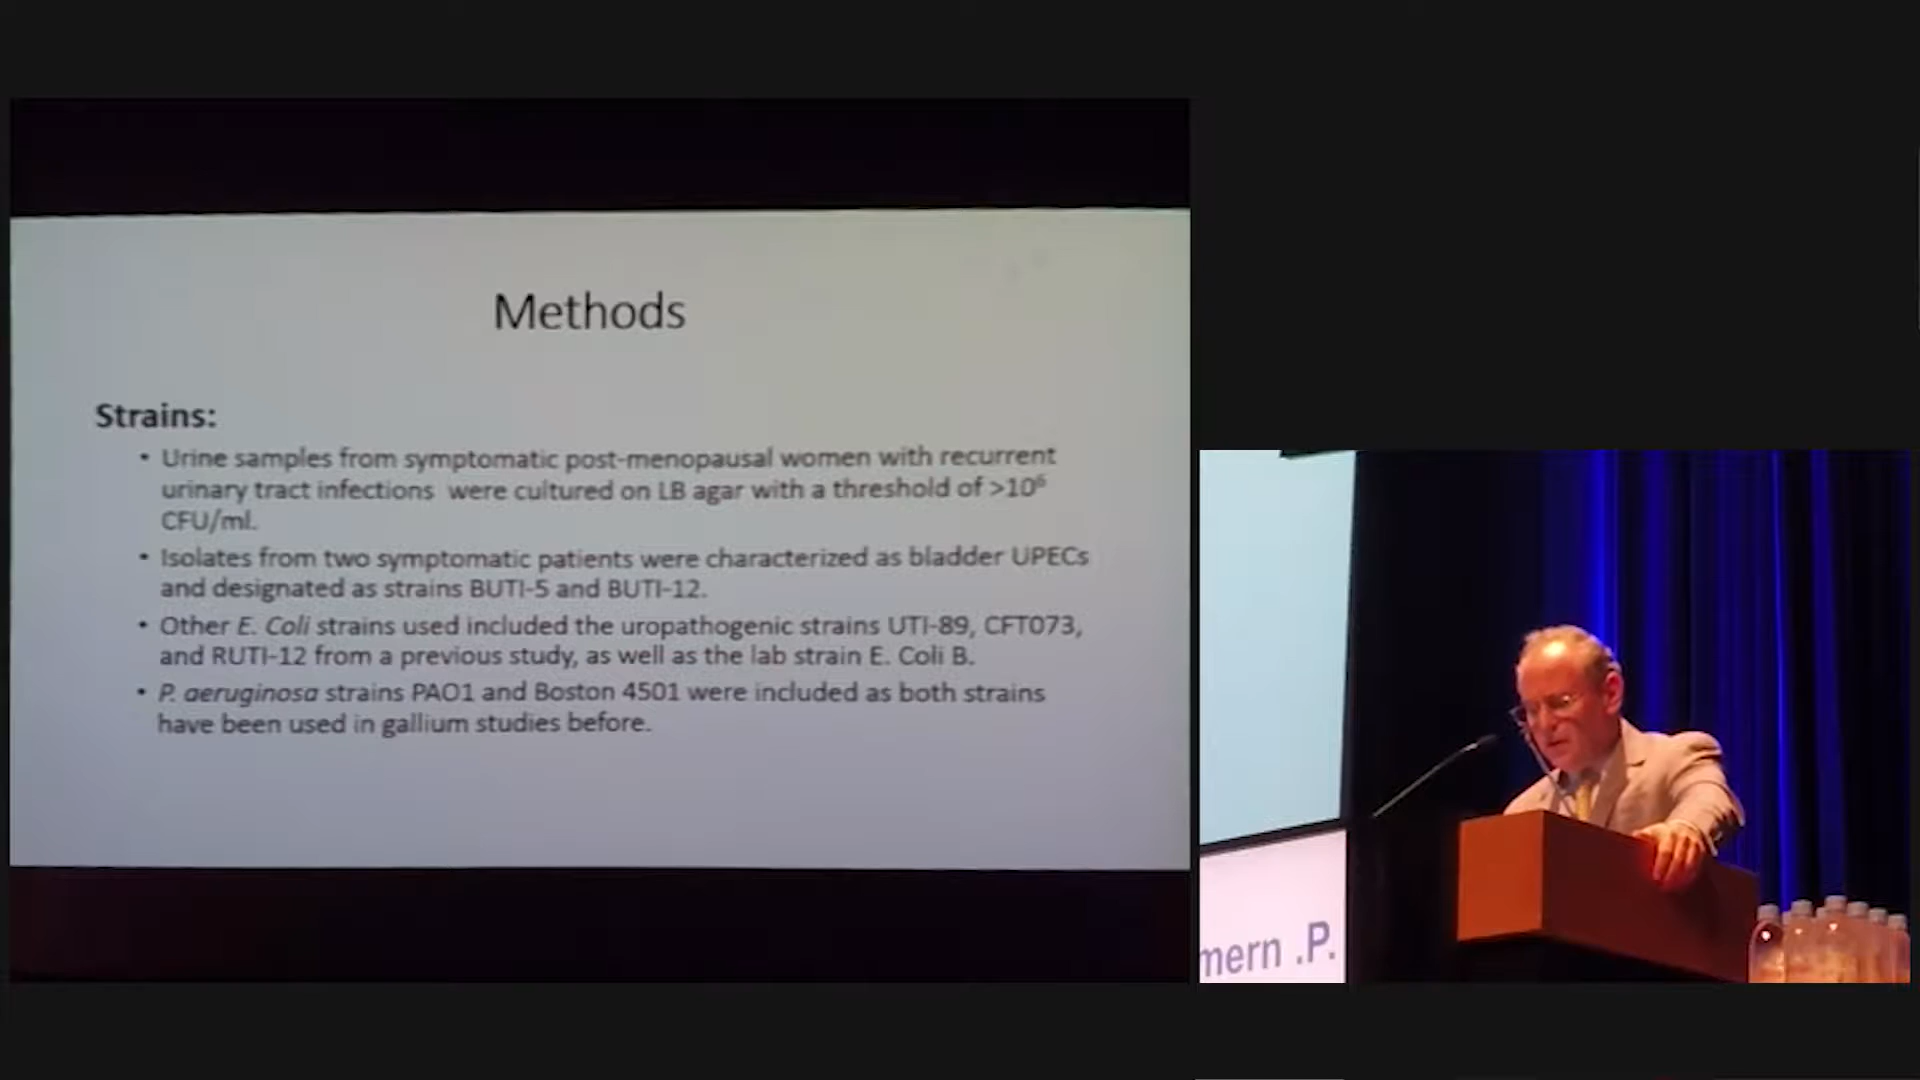 Methods
Strains:
• Urine samples from symptomatic post-menopausal women with recurrent
urinary tract infections were cultured on LB agar with a threshold of >10⁶
CFU/ml.
• Isolates from two symptomatic patients were characterized as bladder UPECs
and designated as strains BUTI-5 and BUTI-12.
• Other E. Coli strains used included the uropathogenic strains UTI-89, CFT073,
and RUTI-12 from a previous study, as well as the lab strain E. Coli B.
• P. aeruginosa strains PAO1 and Boston 4501 were included as both strains
have been used in gallium studies before.
mern .P.